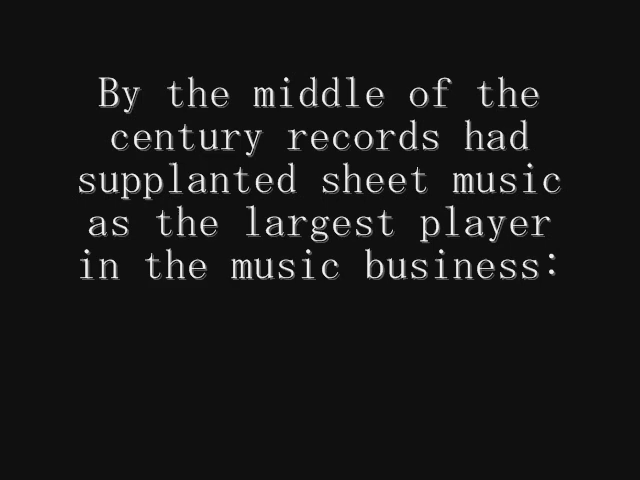 By the middle of the
century records had
supplanted sheet music
as the largest player
in the music business: